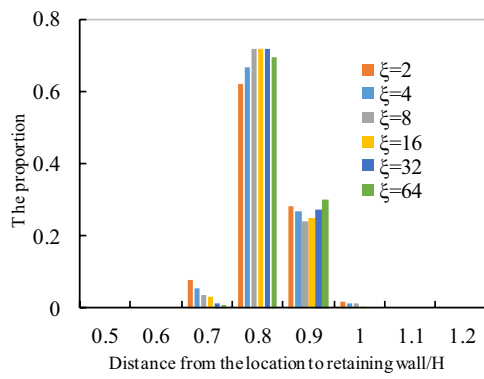 0.8
0.6
0.4
0.2
0
The proportion
ξ=2
ξ=4
ξ=8
ξ=16
ξ=32
ξ=64
0.5 0.6 0.7 0.8 0.9 1 1.1 1.2
Distance from the location to retaining wall/H